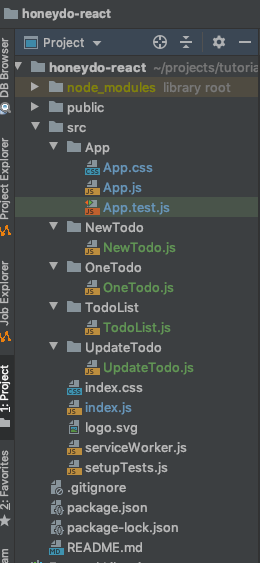 honeydo-react
Project
honeydo-react ~/projects/tutoria
node_modules library root
public
src
App
App.css
App.js
App.test.js
NewTodo
NewTodo.js
OneTodo
OneTodo.js
TodoList
TodoList.js
UpdateTodo
UpdateTodo.js
index.css
index.js
logo.svg
serviceWorker.js
setupTests.js
.gitignore
package.json
package-lock.json
README.md
DB Browser
Project Explorer
Job Explorer
1: Project
2: Favorites